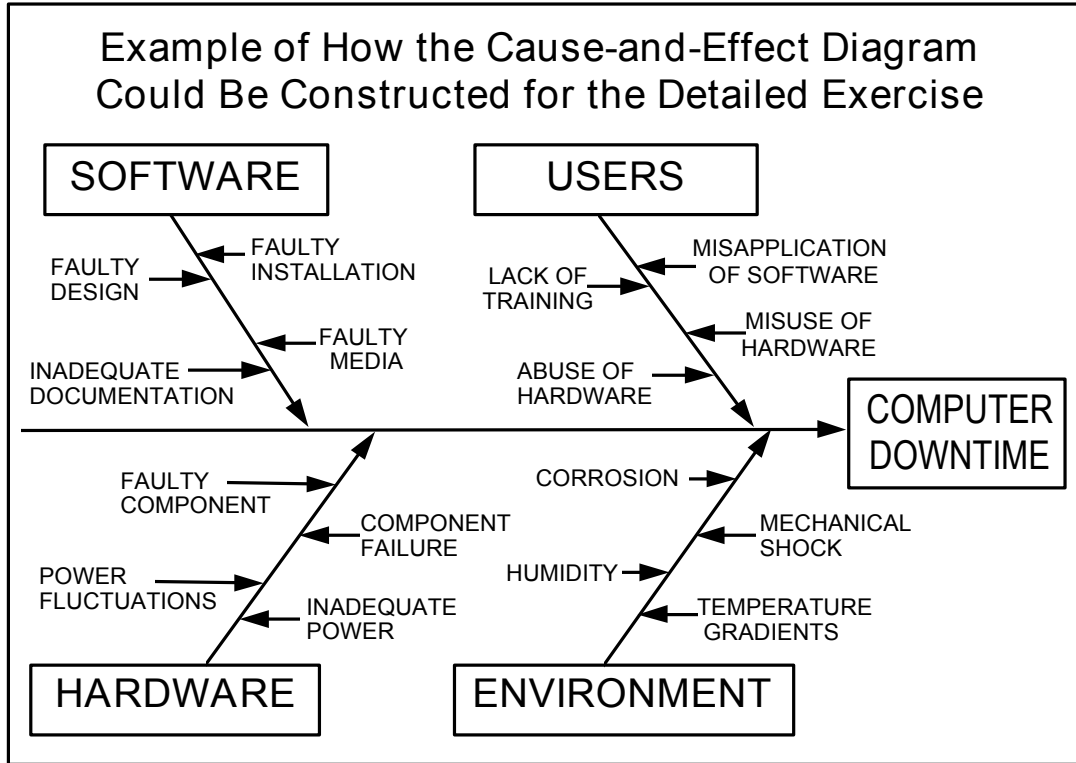 Example of How the Cause-and-Effect Diagram
Could Be Constructed for the Detailed Exercise
SOFTWARE
FAULTY
INSTALLATION
FAULTY
DESIGN
FAULTY
MEDIA
INADEQUATE
DOCUMENTATION
USERS
MISAPPLICATION
OF SOFTWARE
LACK OF
TRAINING
MISUSE OF
HARDWARE
ABUSE OF
HARDWARE
COMPUTER
DOWNTIME
FAULTY
COMPONENT
COMPONENT
FAILURE
POWER
FLUCTUATIONS
INADEQUATE
POWER
HARDWARE
CORROSION
MECHANICAL
SHOCK
HUMIDITY
TEMPERATURE
GRADIENTS
ENVIRONMENT